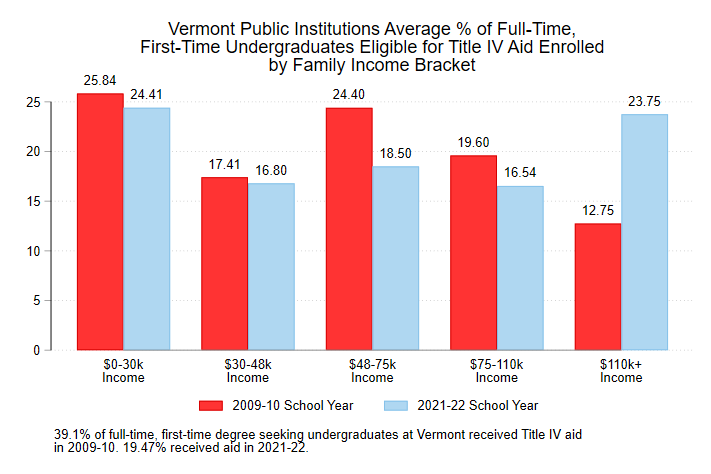 Vermont Public Institutions Average % of Full-Time,
First-Time Undergraduates Eligible for Title IV Aid Enrolled
by Family Income Bracket
25.84
24.41
17.41
16.80
24.40
18.50
19.60
16.54
12.75
23.75
25
20
15
10
5
0
$0-30k
Income
$30-48k
Income
$48-75k
Income
$75-110k
Income
$110k+
Income
2009-10 School Year
2021-22 School Year
39.1% of full-time, first-time degree seeking undergraduates at Vermont received Title IV aid
in 2009-10. 19.47% received aid in 2021-22.